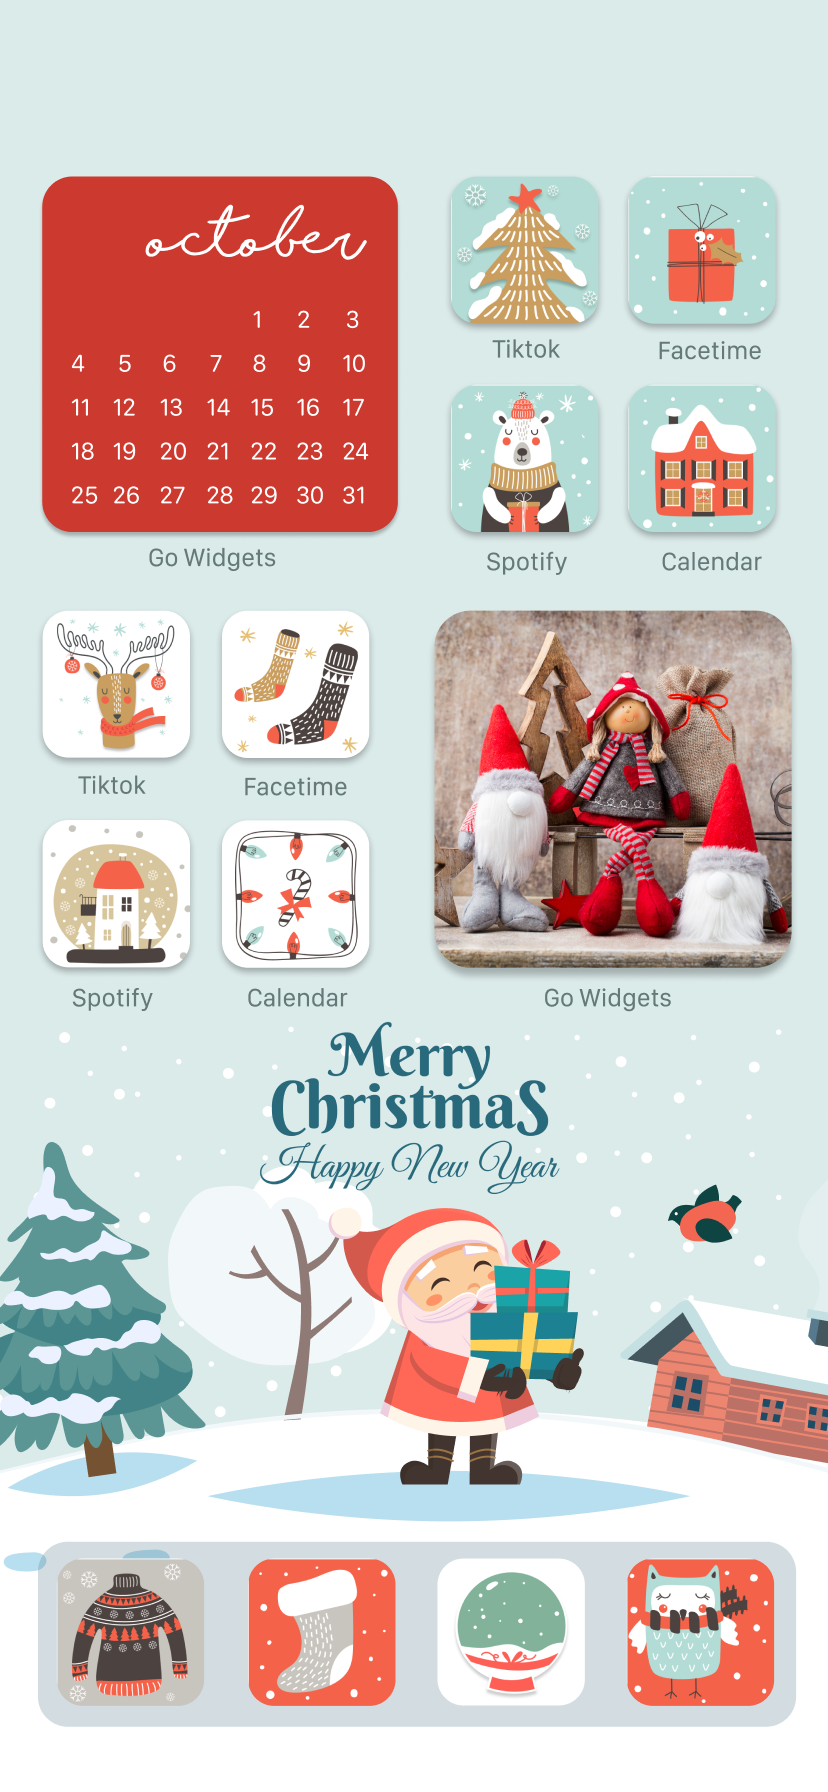 october
1 2 3
4 5 6 7 8 9 10
11 12 13 14 15 16 17
18 19 20 21 22 23 24
25 26 27 28 29 30 31
Go Widgets
Tiktok Facetime
Spotify Calendar
Tiktok Facetime
Spotify Calendar
Go Widgets
Merry
Christmas
Happy New Year